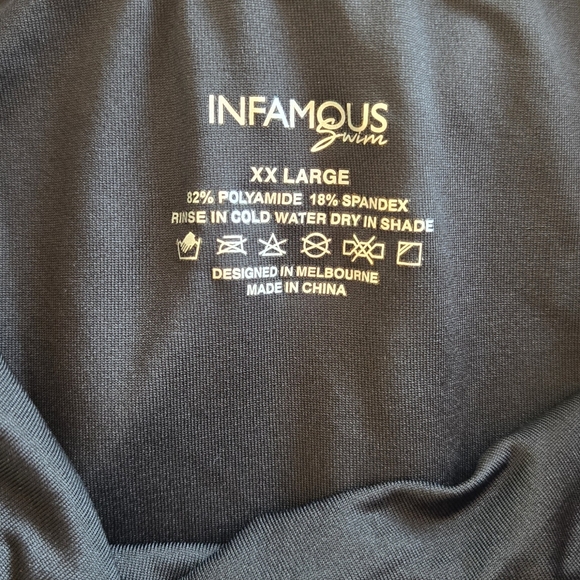 INFAMOUS
Swim
XX LARGE
82% POLYAMIDE 18% SPANDEX
RINSE IN COLD WATER DRY IN SHADE
DESIGNED IN MELBOURNE
MADE IN CHINA